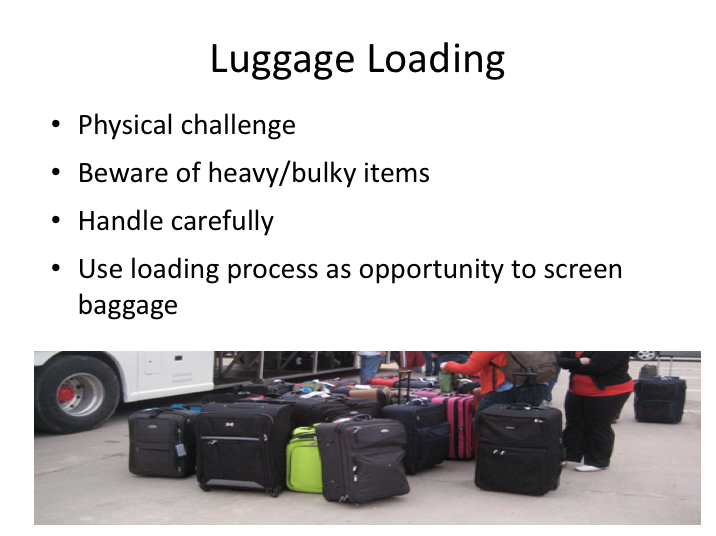 Luggage Loading
• Physical challenge
• Beware of heavy/bulky items
• Handle carefully
• Use loading process as opportunity to screen
baggage